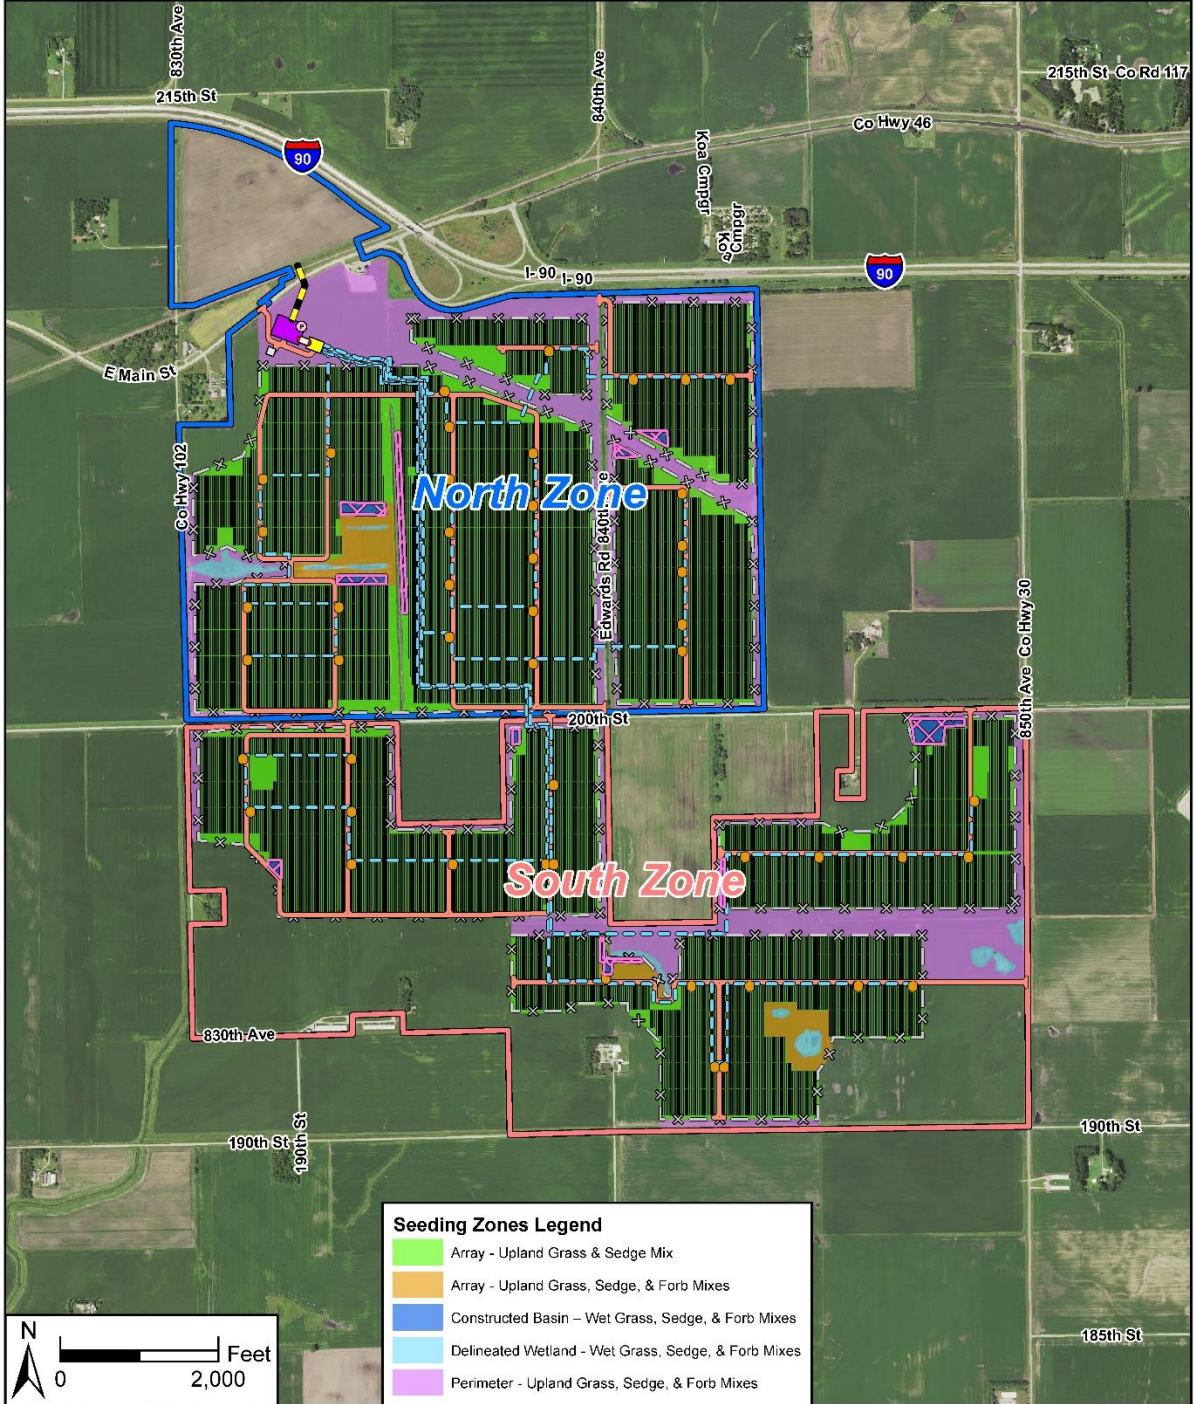 830th Ave
840th Ave
215th St
215th St Co Rd 117
Co Hwy 46
Koa Cmpgr
Koa Cmpgr
90
I- 90
I- 90
90
E Main St
P
Co Hwy 102
North Zone
Edwards Rd 840th Ave
850th Ave Co Hwy 30
200th St
South Zone
830th Ave
190th St
190th St
190th St
185th St
Seeding Zones Legend
Array - Upland Grass & Sedge Mix
Array - Upland Grass, Sedge, & Forb Mixes
Constructed Basin – Wet Grass, Sedge, & Forb Mixes
Delineated Wetland - Wet Grass, Sedge, & Forb Mixes
Perimeter - Upland Grass, Sedge, & Forb Mixes
N
Feet
0 2,000